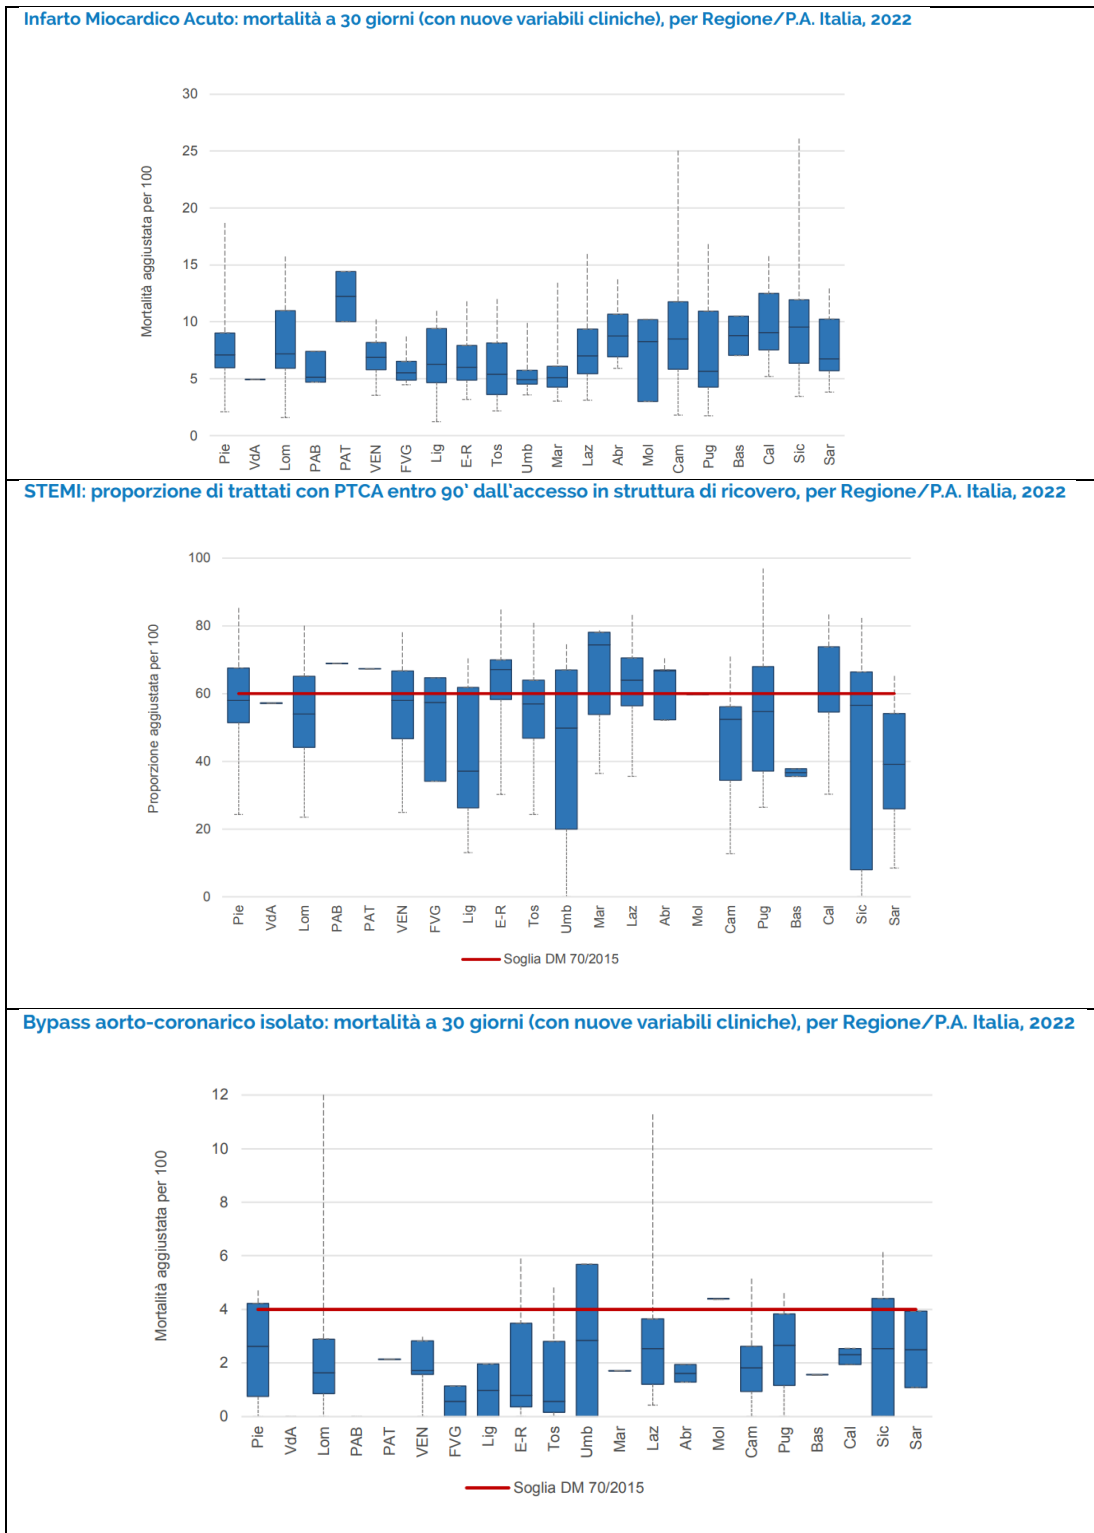 Infarto Miocardico Acuto: mortalità a 30 giorni (con nuove variabili cliniche), per Regione/P.A. Italia, 2022
30
25
20
15
10
5
0
Mortalità aggiustata per 100
Pie VdA Lom PAB PAT VEN FVG Lig E-R Tos Umb Mar Laz Abr Mol Cam Pug Bas Cal Sic Sar
STEMI: proporzione di trattati con PTCA entro 90' dall'accesso in struttura di ricovero, per Regione/P.A. Italia, 2022
100
80
60
40
20
0
Proporzione aggiustata per 100
Pie VdA Lom PAB PAT VEN FVG Lig E-R Tos Umb Mar Laz Abr Mol Cam Pug Bas Cal Sic Sar
Soglia DM 70/2015
Bypass aorto-coronarico isolato: mortalità a 30 giorni (con nuove variabili cliniche), per Regione/P.A. Italia, 2022
12
10
8
6
4
2
0
Mortalità aggiustata per 100
Pie VdA Lom PAB PAT VEN FVG Lig E-R Tos Umb Mar Laz Abr Mol Cam Pug Bas Cal Sic Sar
Soglia DM 70/2015